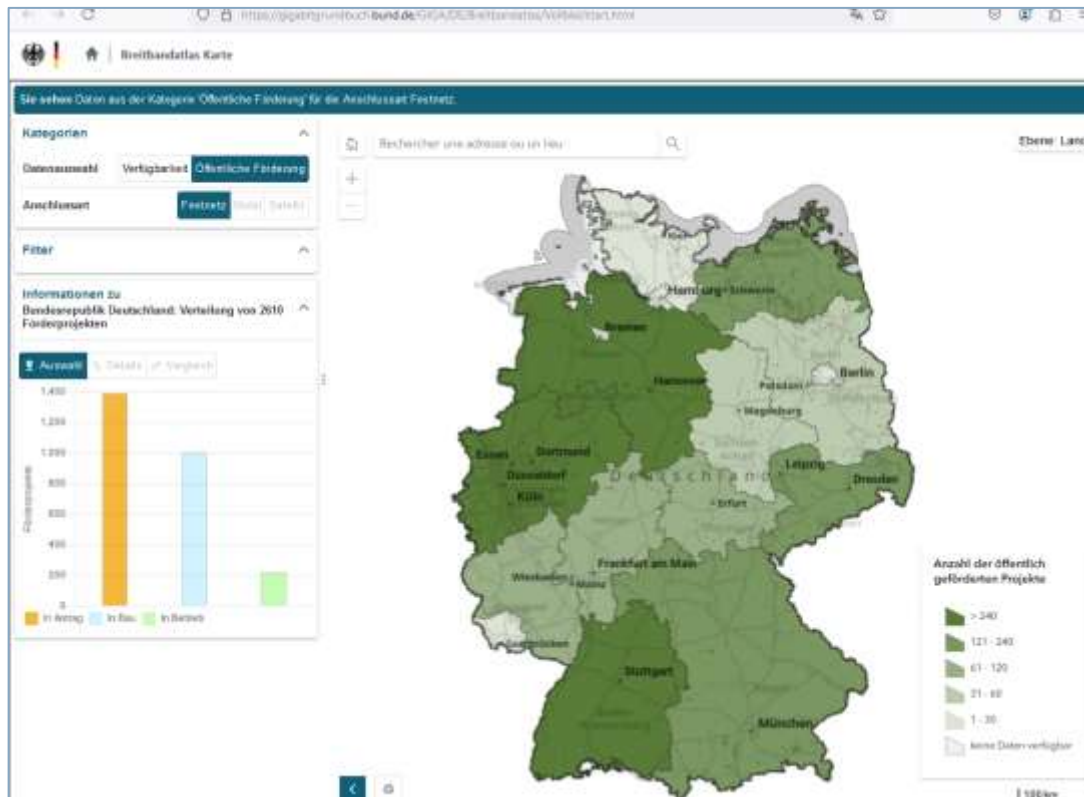 Breitbandatlas Karte
Sie sehen Daten aus der Kategorie 'Öffentliche Förderung' für die Anschlussart Festnetz.
Kategorien
Datenauswahl Verfügbarkeit Öffentliche Förderung
Anschlussart Festnetz
Filter
Informationen zu
Bundesrepublik Deutschland: Verteilung von 2610
Förderprojekten
Auswahl Details Vergleich
1,400
1,200
1,000
800
600
400
200
0
Förderprojekte
In Antrag In Bau In Betrieb
Rechercher une adresse ou un lieu
Ebene: Land
Kiel
Hamburg Schwerin
Bremen
Berlin
Hannover Potsdam
Magdeburg
Essen Dortmund
Düsseldorf
Köln
Leipzig
Dresden
Deutschland
Erfurt
Frankfurt am Main
Wiesbaden
Mainz
Saarbrücken
Stuttgart
München
Anzahl der öffentlich
geförderten Projekte
> 240
121 - 240
61 - 120
31 - 60
1 - 30
keine Daten verfügbar
100 km